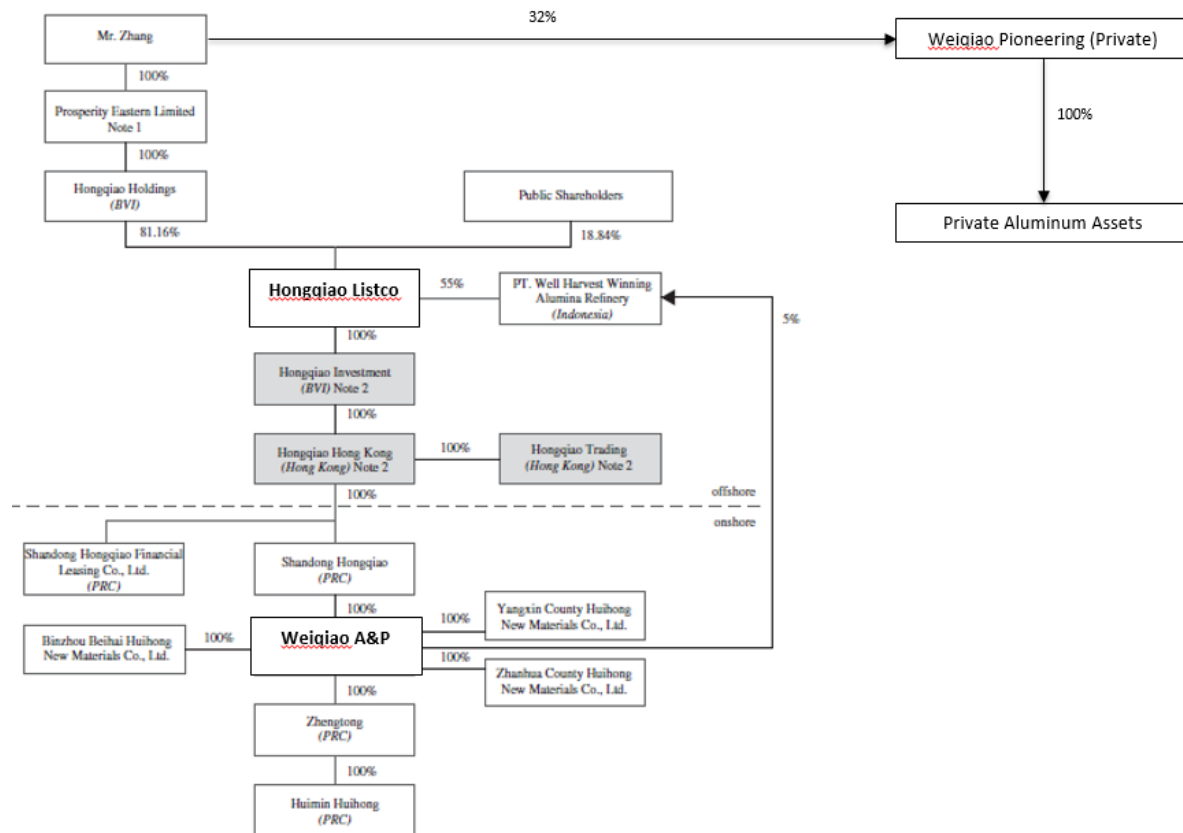 32%
Mr. Zhang
Weiqiao Pioneering (Private)
100%
100%
Prosperity Eastern Limited
Note 1
100%
Hongqiao Holdings
(BVI)
Public Shareholders
Private Aluminum Assets
81.16%
18.84%
Hongqiao Listco
55%
PT. Well Harvest Winning
Alumina Refinery
(Indonesia)
5%
100%
Hongqiao Investment
(BVI) Note 2
100%
Hongqiao Hong Kong
(Hong Kong) Note 2
100%
Hongqiao Trading
(Hong Kong) Note 2
100%
offshore
onshore
Shandong Hongqiao Financial
Leasing Co., Ltd.
(PRC)
Shandong Hongqiao
(PRC)
100%
Binzhou Beihai Huihong
New Materials Co., Ltd.
100%
Weiqiao A&P
100%
Yangxin County Huihong
New Materials Co., Ltd.
100%
Zhanhua County Huihong
New Materials Co., Ltd.
100%
Zhengtong
(PRC)
100%
Huimin Huihong
(PRC)